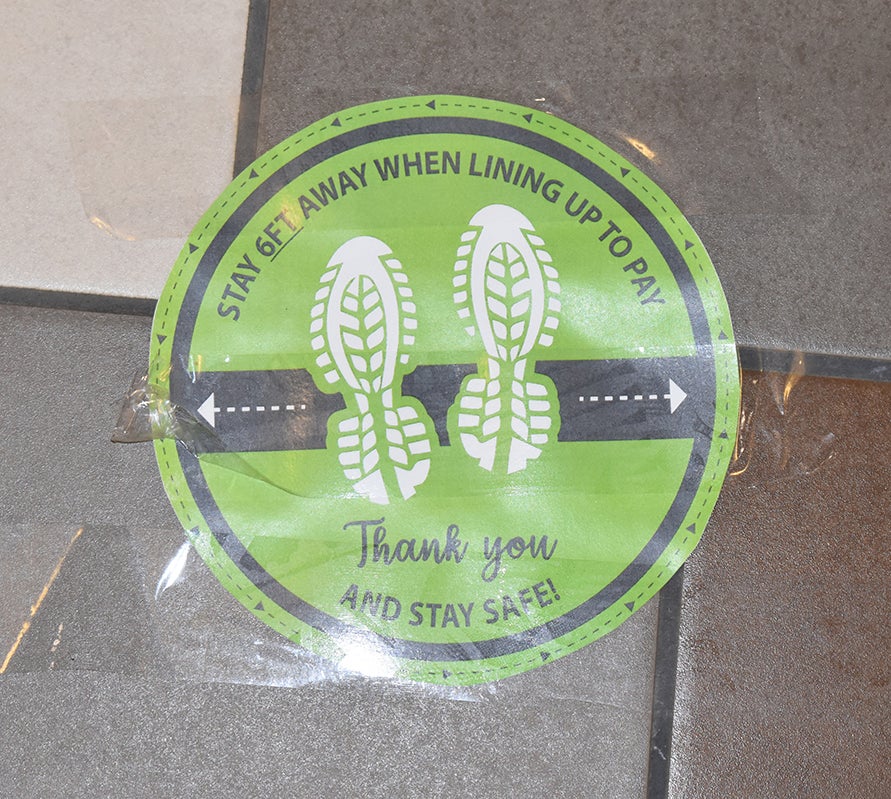 STAY 6FT AWAY WHEN LINING UP TO PAY
Thank you
AND STAY SAFE!